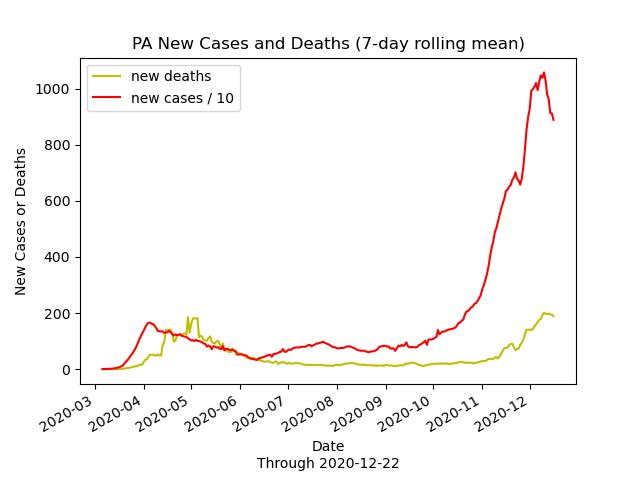 PA New Cases and Deaths (7-day rolling mean)
new deaths
new cases / 10
New Cases or Deaths
1000
800
600
400
200
0
2020-03
2020-04
2020-05
2020-06
2020-07
2020-08
2020-09
2020-10
2020-11
2020-12
Date
Through 2020-12-22